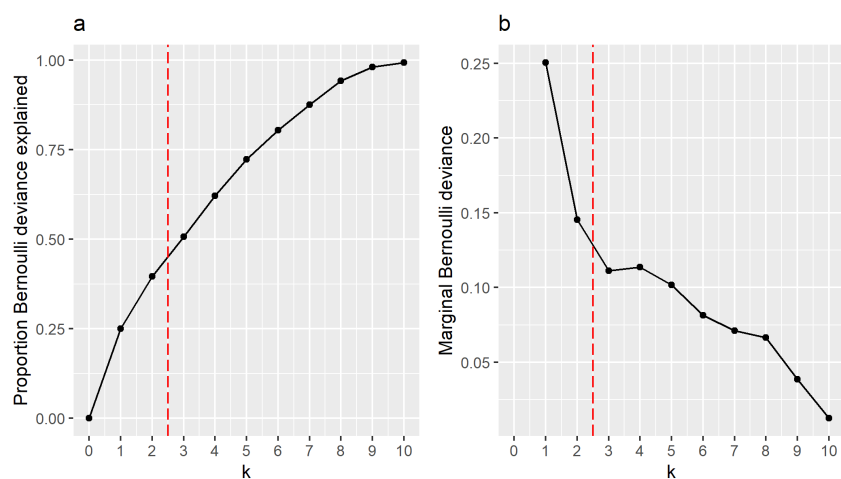 a
Proportion Bernoulli deviance explained
1.00
0.75
0.50
0.25
0.00
0 1 2 3 4 5 6 7 8 9 10
k
b
Marginal Bernoulli deviance
0.25
0.20
0.15
0.10
0.05
0 1 2 3 4 5 6 7 8 9 10
k